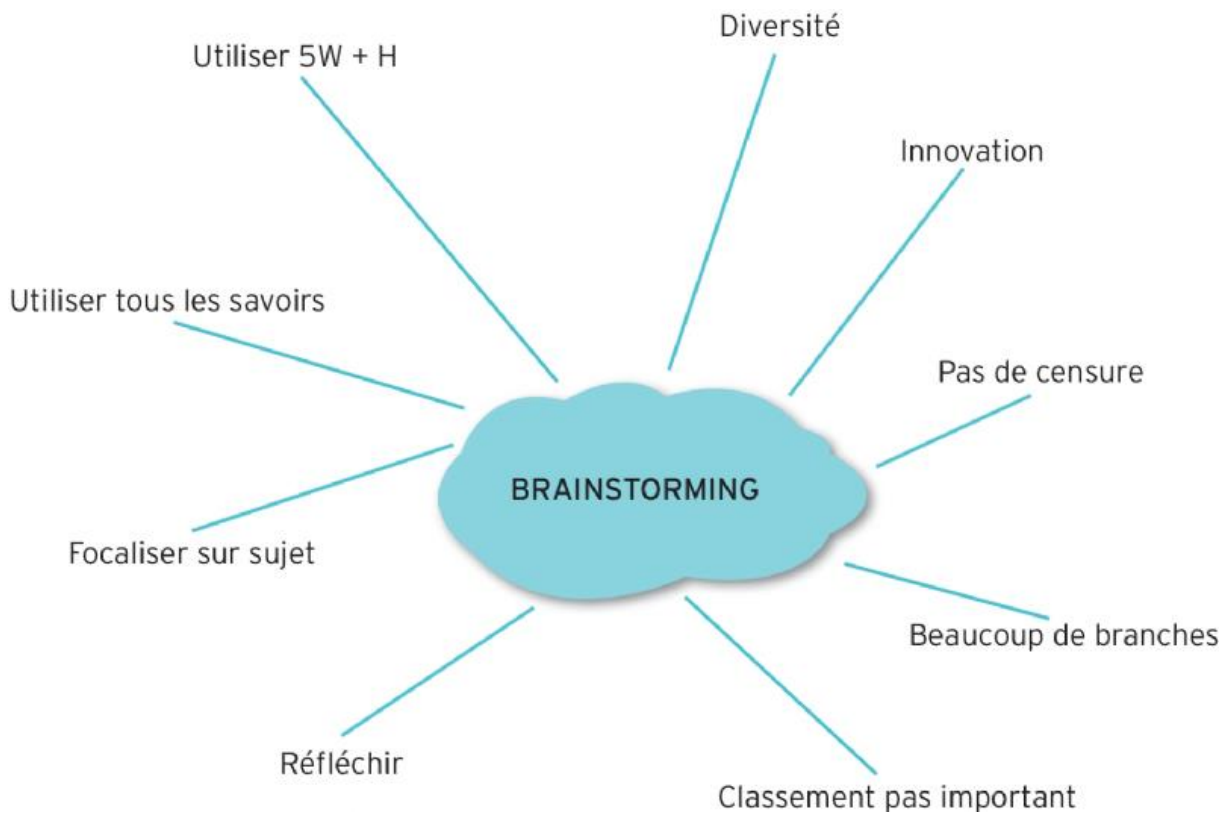 Diversité
Utiliser 5W + H
Innovation
Utiliser tous les savoirs
Pas de censure
BRAINSTORMING
Focaliser sur sujet
Beaucoup de branches
Réfléchir
Classement pas important